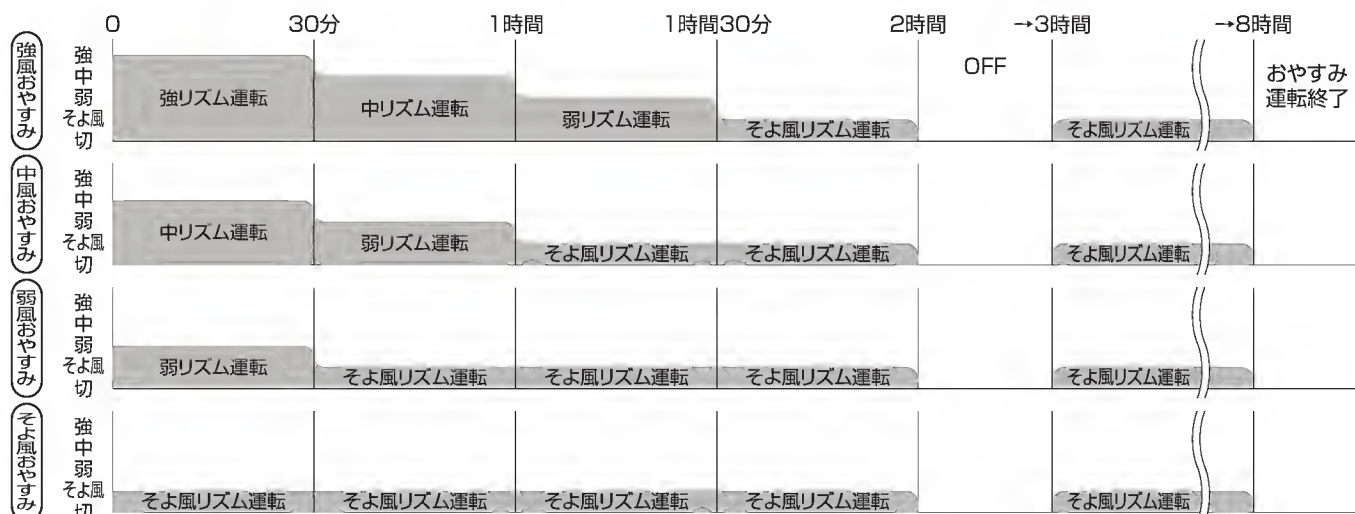 0 30分 1時間 1時間30分 2時間 →3時間 →8時間
強風おやすみ
強
中
弱
そよ風
切
強リズム運転 中リズム運転 弱リズム運転 そよ風リズム運転 OFF そよ風リズム運転 おやすみ
運転終了
中風おやすみ
強
中
弱
そよ風
切
中リズム運転 弱リズム運転 そよ風リズム運転 そよ風リズム運転 そよ風リズム運転
弱風おやすみ
強
中
弱
そよ風
切
弱リズム運転 そよ風リズム運転 そよ風リズム運転 そよ風リズム運転 そよ風リズム運転
そよ風おやすみ
強
中
弱
そよ風
切
そよ風リズム運転 そよ風リズム運転 そよ風リズム運転 そよ風リズム運転 そよ風リズム運転